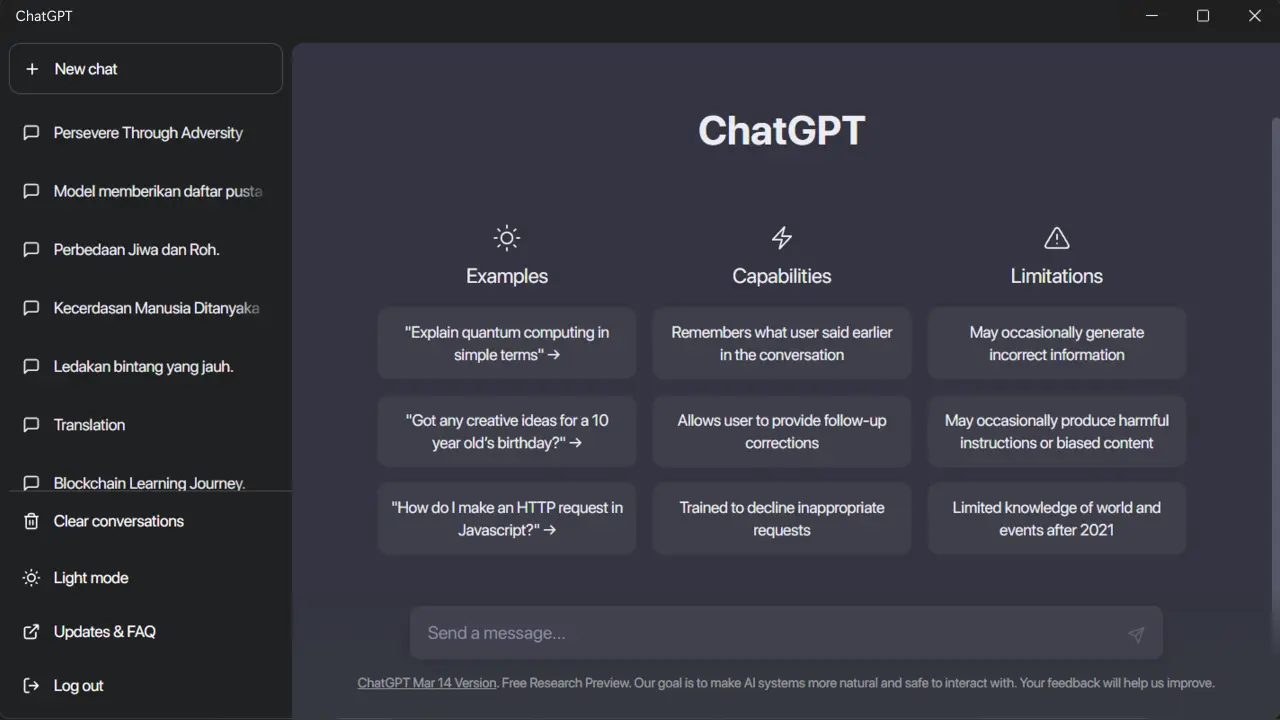 ChatGPT
New chat
Persevere Through Adversity
Model memberikan daftar pusta
Perbedaan Jiwa dan Roh.
Kecerdasan Manusia Ditanyaka
Ledakan bintang yang jauh.
Translation
Blockchain Learning Journey.
Clear conversations
Light mode
Updates & FAQ
Log out
ChatGPT
Examples
"Explain quantum computing in
simple terms" →
"Got any creative ideas for a 10
year old's birthday?" →
"How do I make an HTTP request in
Javascript?" →
Capabilities
Remembers what user said earlier
in the conversation
Allows user to provide follow-up
corrections
Trained to decline inappropriate
requests
Limitations
May occasionally generate
incorrect information
May occasionally produce harmful
instructions or biased content
Limited knowledge of world and
events after 2021
Send a message...
ChatGPT Mar 14 Version. Free Research Preview. Our goal is to make AI systems more natural and safe to interact with. Your feedback will help us improve.